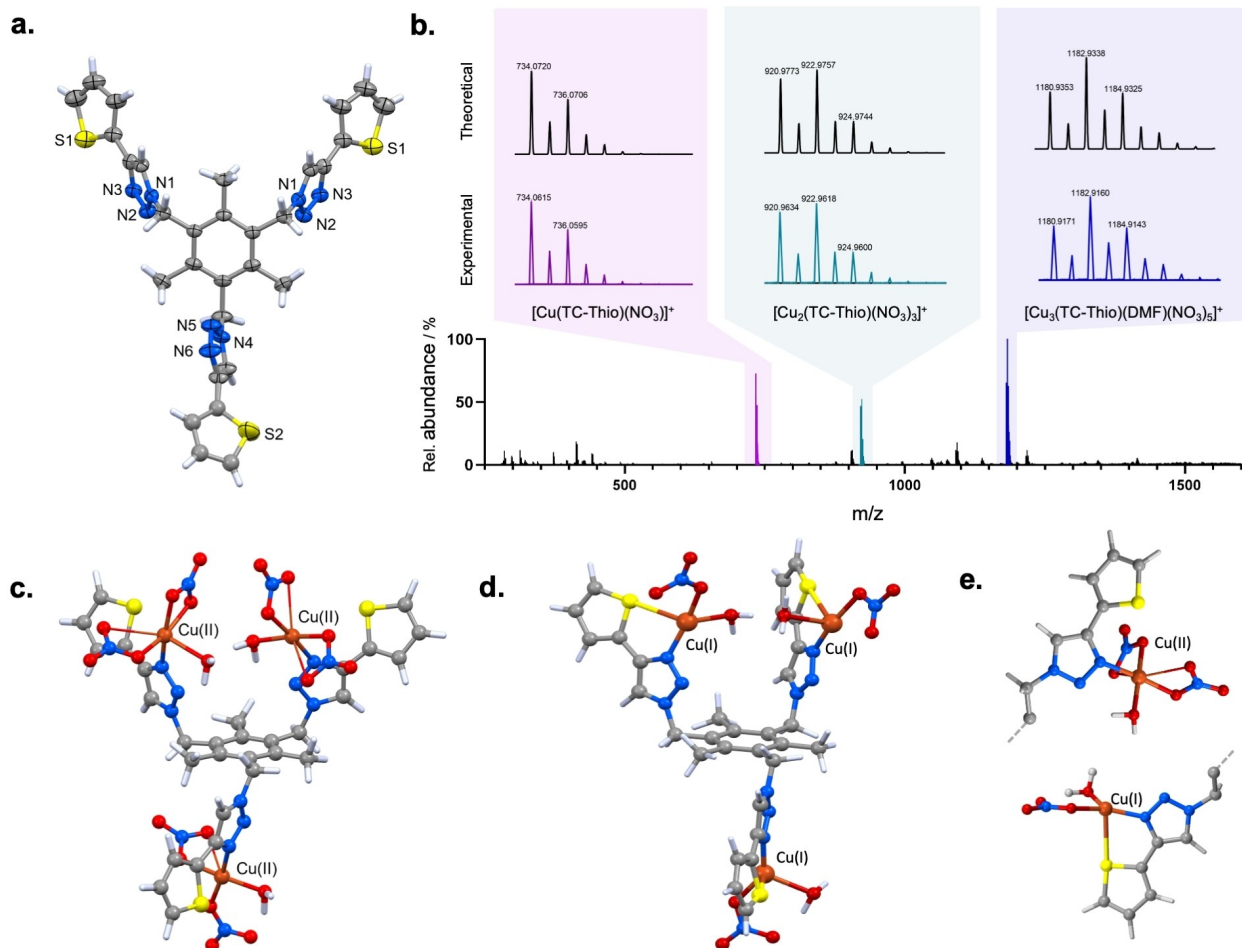 a.
S1
S1
N3
N1
N2
N1
N3
N2
N5
N4
N6
S2
b.
Theoretical
734.0720
736.0706
920.9773
922.9757
924.9744
1182.9338
1180.9353
1184.9325
Experimental
734.0615
736.0595
920.9634
922.9618
924.9600
1182.9160
1180.9171
1184.9143
[Cu(TC-Thio)(NO₃)]⁺
[Cu₂(TC-Thio)(NO₃)₃]⁺
[Cu₃(TC-Thio)(DMF)(NO₃)₅]⁺
Rel. abundance / %
100
50
0
500
1000
1500
m/z
c.
Cu(II)
Cu(II)
Cu(II)
d.
Cu(I)
Cu(I)
Cu(I)
e.
Cu(II)
Cu(I)